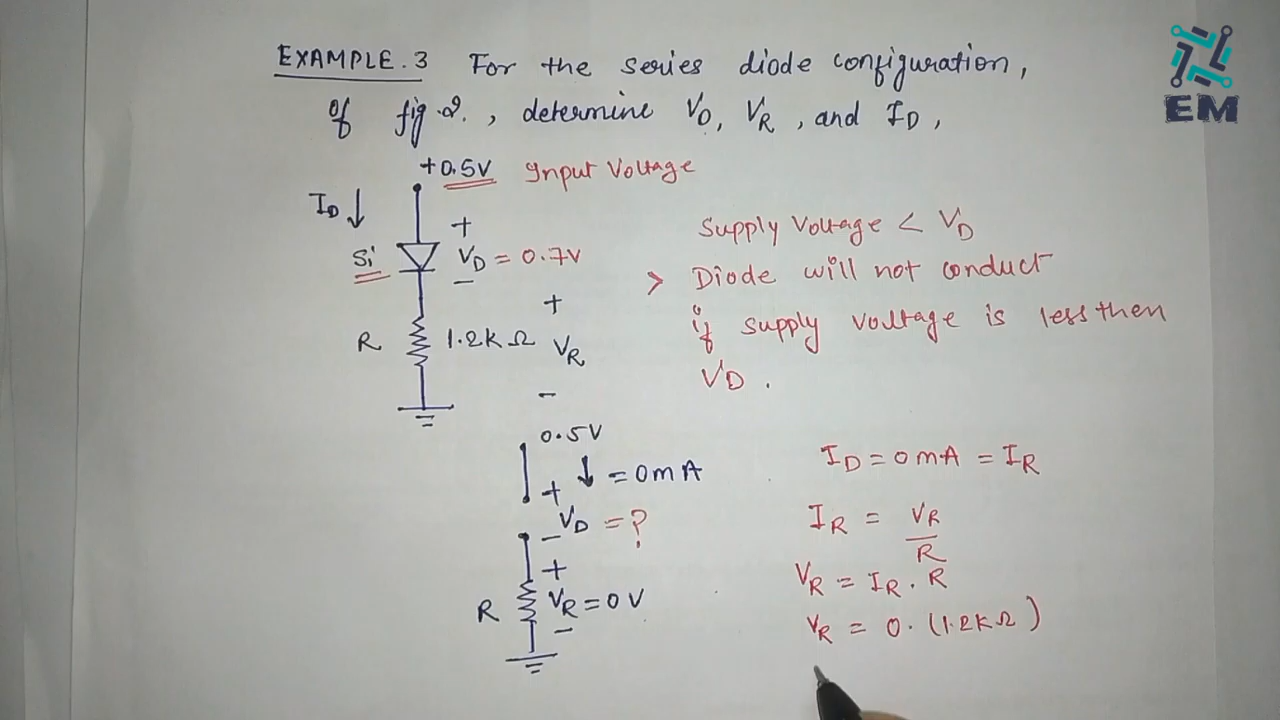 EXAMPLE.3 For the series diode configuration,
of fig.2., determine VD, VR, and ID,
EM
+0.5V Input Voltage
ID
+
Si VD = 0.7V
-
+
R 1.2kΩ VR
-
Supply Voltage < VD
> Diode will not conduct
if supply voltage is less then
VD.
0.5V
+ = 0mA
- VD = ?
+
R VR = 0V
-
ID = 0mA = IR
IR = VR/R
VR = IR . R
VR = 0. (1.2kΩ)